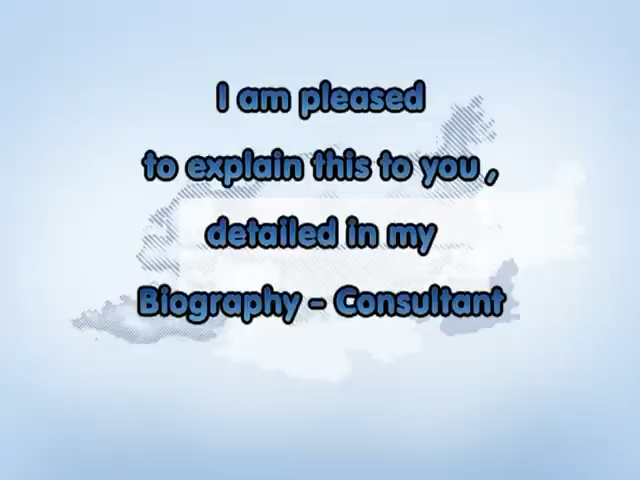 I am pleased
to explain this to you ,
detailed in my
Biography - Consultant